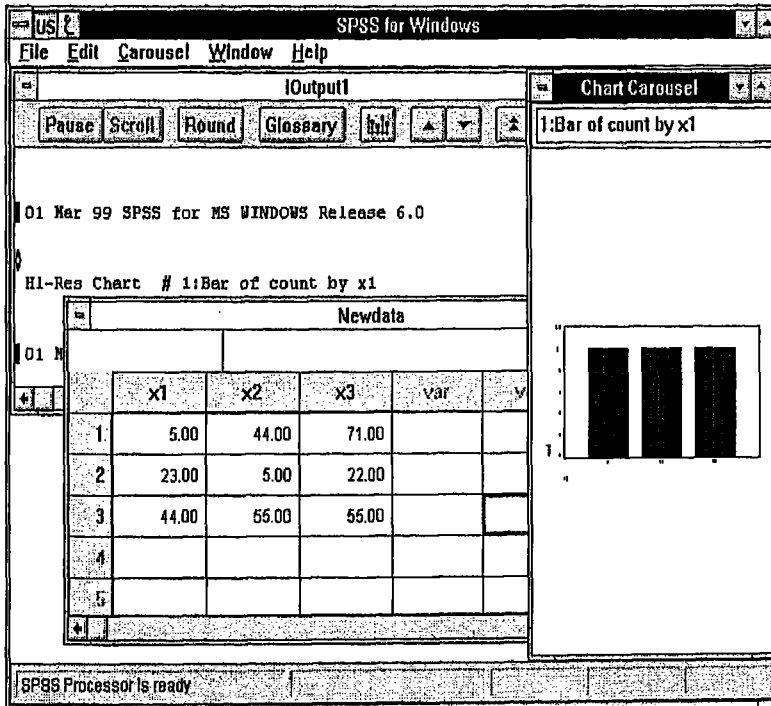 US
SPSS for Windows
File Edit Carousel Window Help
!Output1
Pause Scroll Round Glossary
01 Mar 99 SPSS for MS WINDOWS Release 6.0
Hi-Res Chart # 1:Bar of count by x1
01 M
Newdata
x1 x2 x3 var v
1 5.00 44.00 71.00
2 23.00 5.00 22.00
3 44.00 55.00 55.00
4
5
Chart Carousel
1:Bar of count by x1
SPSS Processor is ready